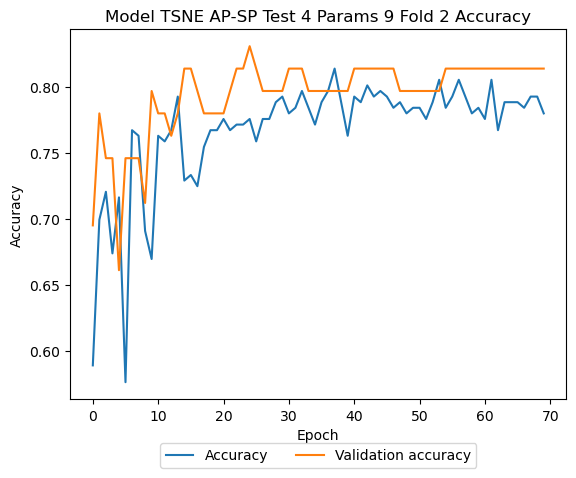 Model TSNE AP-SP Test 4 Params 9 Fold 2 Accuracy
Accuracy
0.80
0.75
0.70
0.65
0.60
0 10 20 30 40 50 60 70
Epoch
Accuracy Validation accuracy